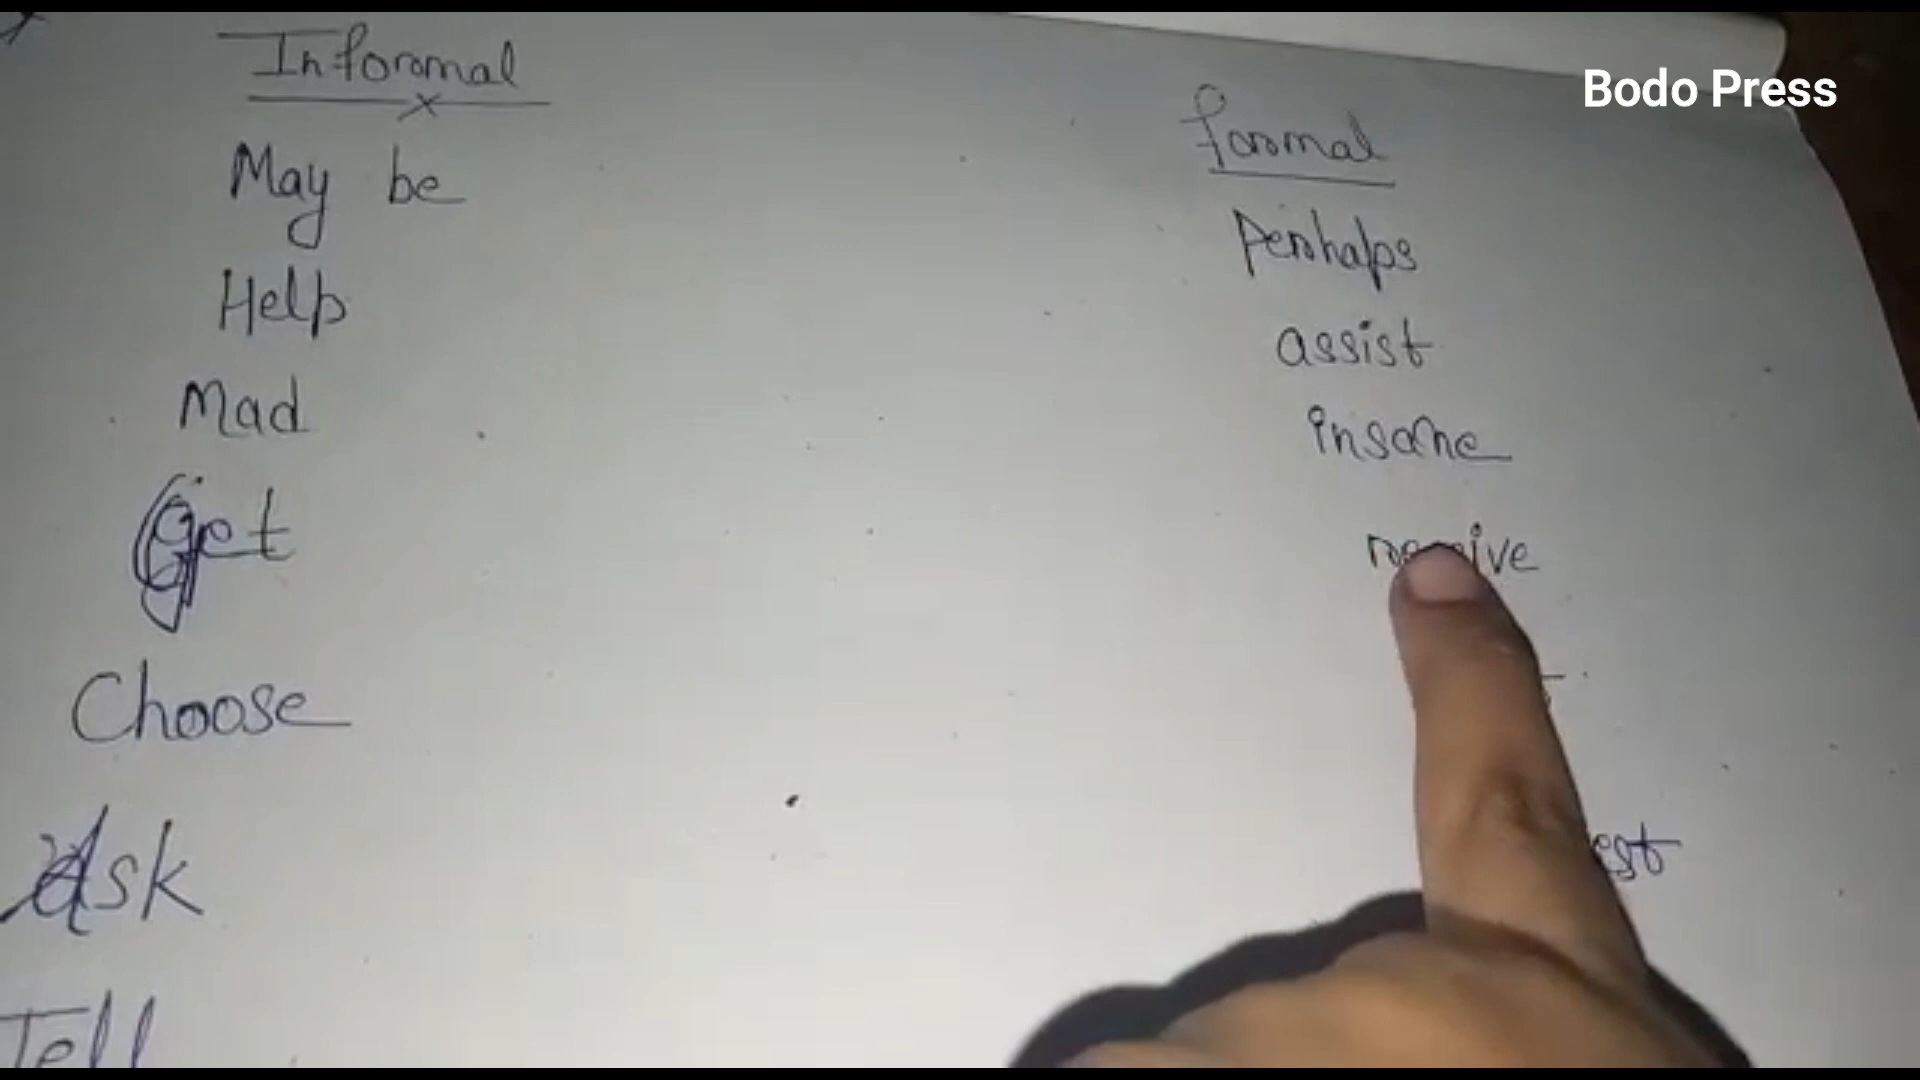 Informal
formal
May be
Perhaps
Help
assist
Mad
insane
Get
Choose
Ask
Tell
Bodo Press